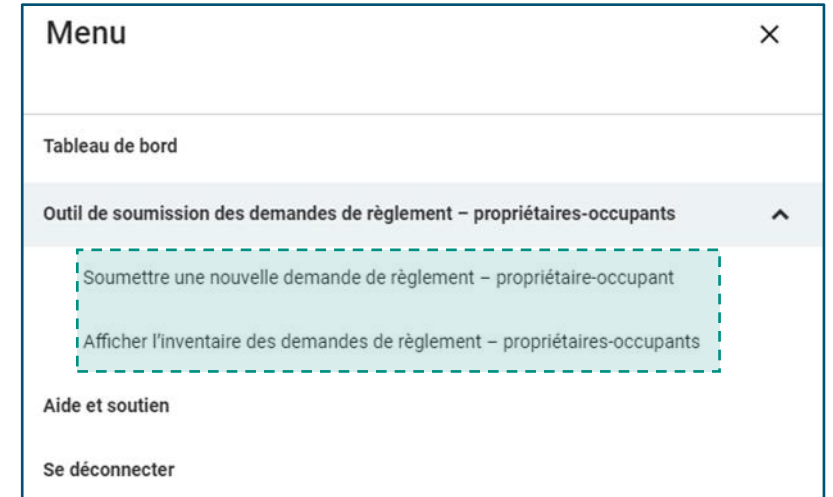 Menu
Tableau de bord
Outil de soumission des demandes de règlement – propriétaires-occupants
Soumettre une nouvelle demande de règlement – propriétaire-occupant
Afficher l'inventaire des demandes de règlement – propriétaires-occupants
Aide et soutien
Se déconnecter